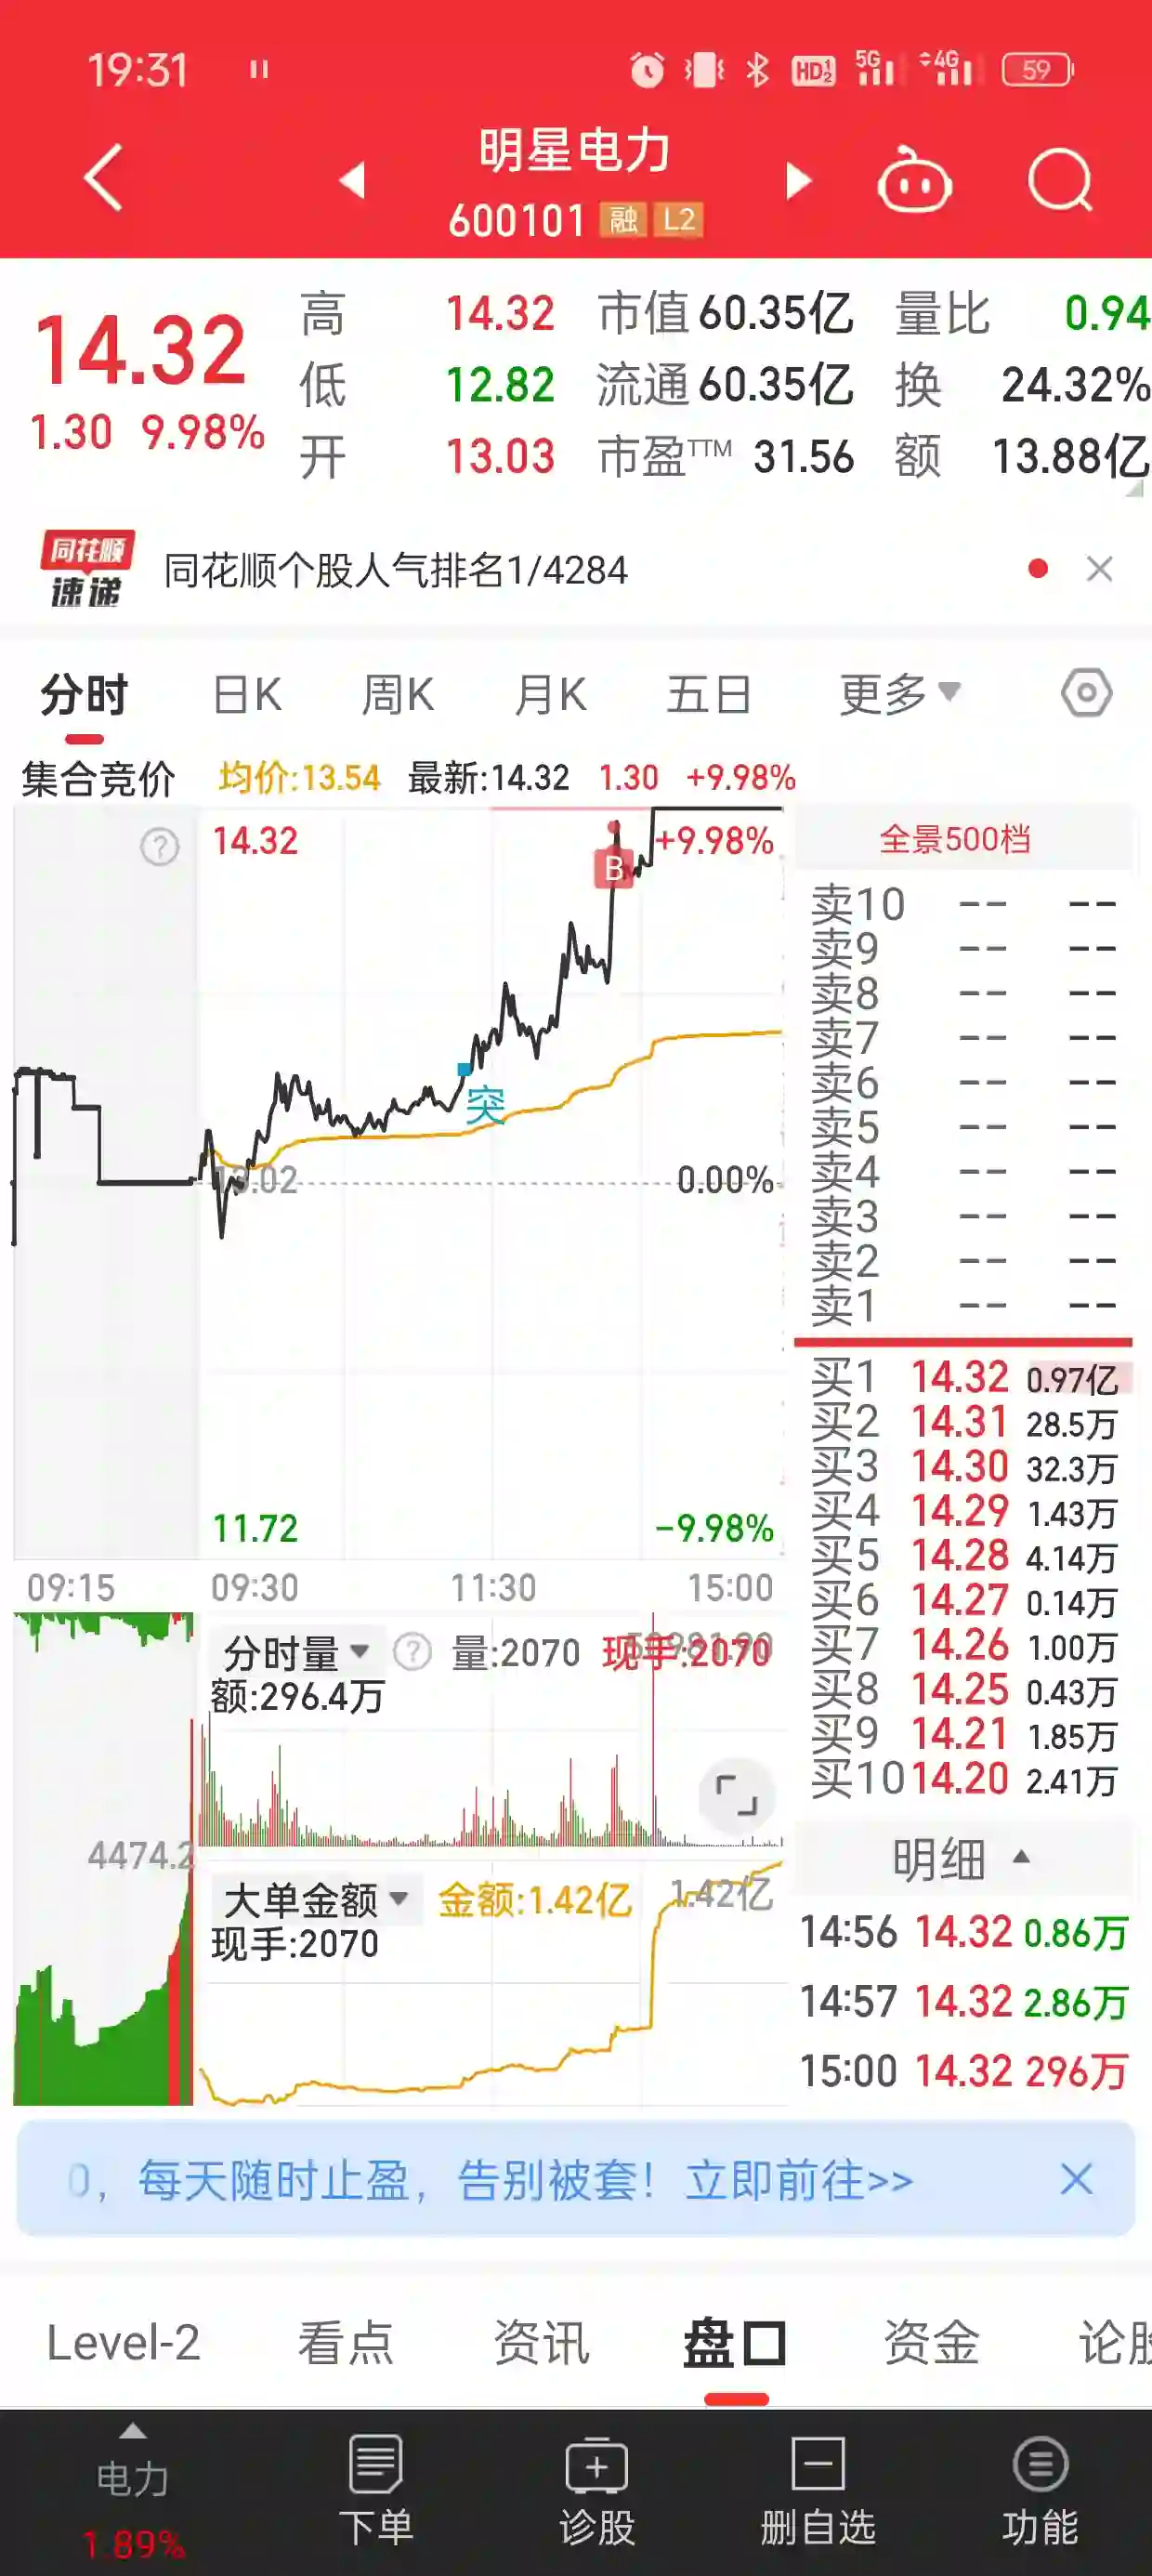 19:31
HD 1 2 5G 4G 59
明星电力
600101 融 L2
14.32
1.30 9.98%
高 14.32 市值 60.35亿 量比 0.94
低 12.82 流通 60.35亿 换 24.32%
开 13.03 市盈TTM 31.56 额 13.88亿
同花顺
速递
同花顺个股人气排名1/4284
分时 日K 周K 月K 五日 更多
集合竞价 均价:13.54 最新:14.32 1.30 +9.98%
14.32 +9.98%
B
突
13.02 0.00%
11.72 -9.98%
09:15 09:30 11:30 15:00
全景500档
卖10 -- --
卖9 -- --
卖8 -- --
卖7 -- --
卖6 -- --
卖5 -- --
卖4 -- --
卖3 -- --
卖2 -- --
卖1 -- --
买1 14.32 0.97亿
买2 14.31 28.5万
买3 14.30 32.3万
买4 14.29 1.43万
买5 14.28 4.14万
买6 14.27 0.14万
买7 14.26 1.00万
买8 14.25 0.43万
买9 14.21 1.85万
买10 14.20 2.41万
分时量 量:2070 现手:2070
额:296.4万
4474.2
大单金额 金额:1.42亿 1.42亿
现手:2070
明细
14:56 14.32 0.86万
14:57 14.32 2.86万
15:00 14.32 296万
0，每天随时止盈，告别被套！立即前往>>
Level-2 看点 资讯 盘口 资金 论股
电力 下单 诊股 删自选 功能
1.89%